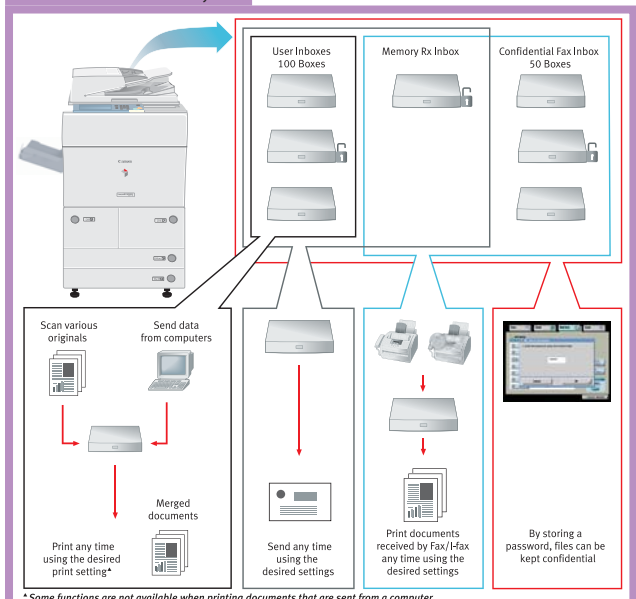 User Inboxes
100 Boxes
Memory Rx Inbox
Confidential Fax Inbox
50 Boxes
Canon
Scan various
originals
Send data
from computers
Merged
documents
Print any time
using the desired
print setting▲
Send any time
using the
desired settings
Print documents
received by Fax/I-fax
any time using the
desired settings
By storing a
password, files can be
kept confidential
▲ Some functions are not available when printing documents that are sent from a computer.